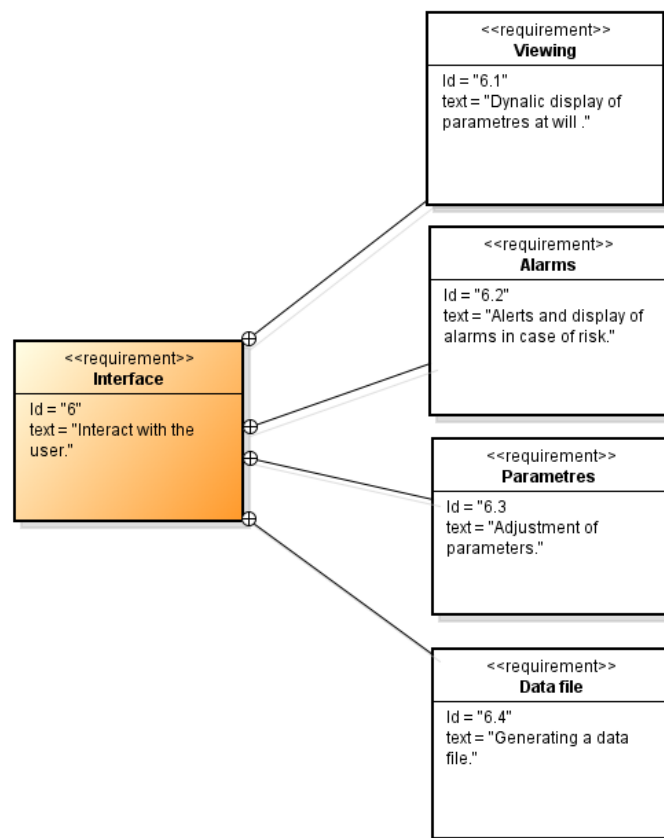 <<requirement>>
Viewing
Id = "6.1"
text = "Dynalic display of
parametres at will ."
<<requirement>>
Alarms
Id = "6.2"
text = "Alerts and display of
alarms in case of risk."
<<requirement>>
Interface
Id = "6"
text = "Interact with the
user."
<<requirement>>
Parametres
Id = "6.3
text = "Adjustment of
parameters."
<<requirement>>
Data file
Id = "6.4"
text = "Generating a data
file."